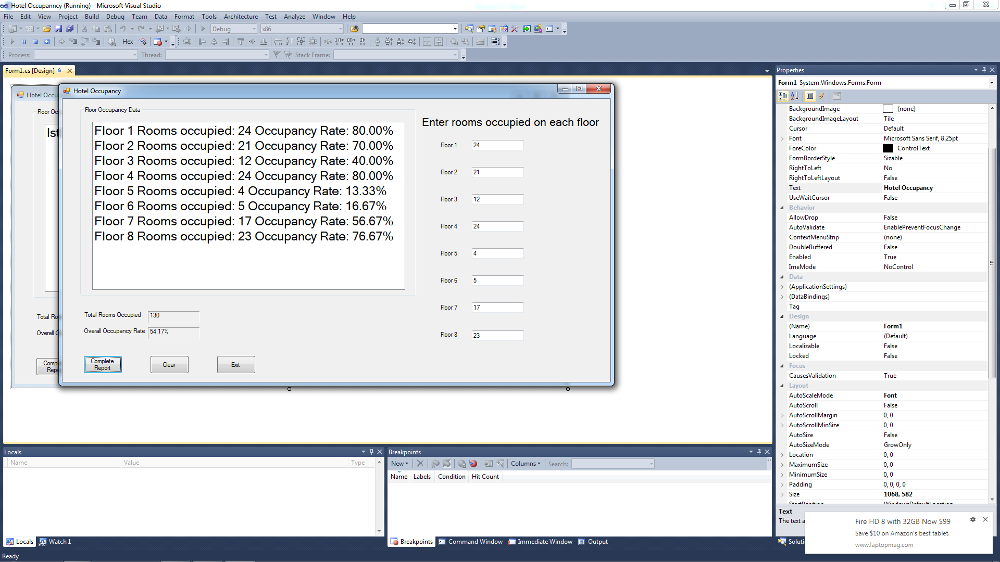 Hotel Occupanncy (Running) - Microsoft Visual Studio
File Edit View Project Build Debug Team Data Format Tools Architecture Test Analyze Window Help
Debug x86
Hex
Process: Thread: Stack Frame:
Form1.cs [Design]
Hotel Occu
Floor Oc
lst
Total Ro
Overall O
Compl
Repo
Hotel Occupancy
Floor Occupancy Data
Floor 1 Rooms occupied: 24 Occupancy Rate: 80.00%
Floor 2 Rooms occupied: 21 Occupancy Rate: 70.00%
Floor 3 Rooms occupied: 12 Occupancy Rate: 40.00%
Floor 4 Rooms occupied: 24 Occupancy Rate: 80.00%
Floor 5 Rooms occupied: 4 Occupancy Rate: 13.33%
Floor 6 Rooms occupied: 5 Occupancy Rate: 16.67%
Floor 7 Rooms occupied: 17 Occupancy Rate: 56.67%
Floor 8 Rooms occupied: 23 Occupancy Rate: 76.67%
Total Rooms Occupied 130
Overall Occupancy Rate 54.17%
Complete
Report
Clear
Exit
Enter rooms occupied on each floor
Floor 1 24
Floor 2 21
Floor 3 12
Floor 4 24
Floor 5 4
Floor 6 5
Floor 7 17
Floor 8 23
Properties
Form1 System.Windows.Forms.Form
BackgroundImage (none)
BackgroundImageLayout Tile
Cursor Default
Font Microsoft Sans Serif, 8.25pt
ForeColor ControlText
FormBorderStyle Sizable
RightToLeft No
RightToLeftLayout False
Text Hotel Occupancy
UseWaitCursor False
Behavior
AllowDrop False
AutoValidate EnablePreventFocusChange
ContextMenuStrip (none)
DoubleBuffered False
Enabled True
ImeMode NoControl
Data
(ApplicationSettings)
(DataBindings)
Tag
Design
(Name) Form1
Language (Default)
Localizable False
Locked False
Focus
CausesValidation True
Layout
AutoScaleMode Font
AutoScroll False
AutoScrollMargin 0, 0
AutoScrollMinSize 0, 0
AutoSize False
AutoSizeMode GrowOnly
Location 0, 0
MaximumSize 0, 0
MinimumSize 0, 0
Padding 0, 0, 0, 0
Size 1068, 582
StartPosition WindowsDefaultLocation
Text
The text a
Soluti
Fire HD 8 with 32GB Now $99
Save $10 on Amazon's best tablet.
www.laptopmag.com
Locals
Name Value Type
Locals Watch 1
Breakpoints
New Columns Search:
Name Labels Condition Hit Count
Breakpoints Command Window Immediate Window Output
Ready